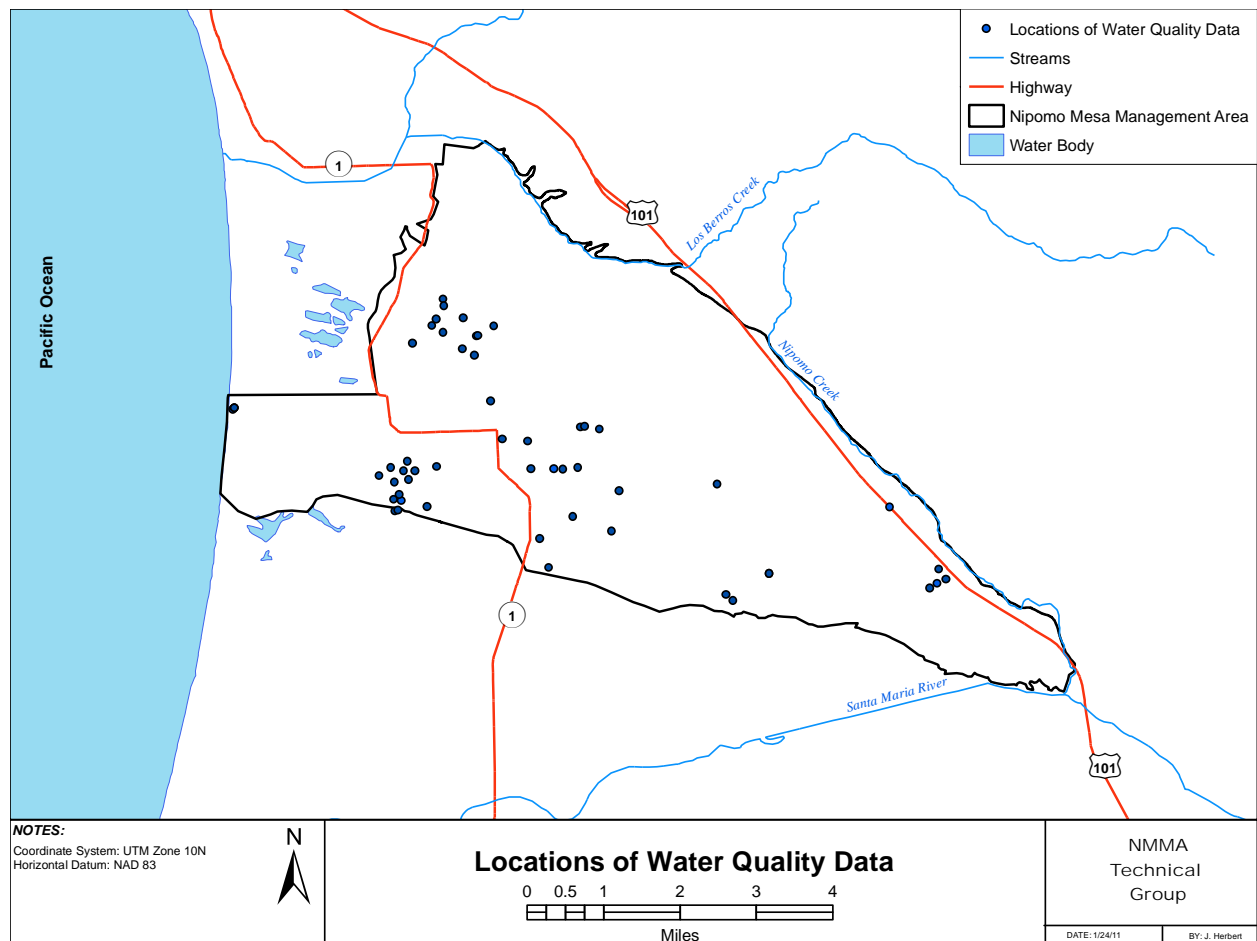 Locations of Water Quality Data
Streams
Highway
Nipomo Mesa Management Area
Water Body
1
101
Los Berros Creek
Pacific Ocean
Nipomo Creek
1
Santa Maria River
101
NOTES:
Coordinate System: UTM Zone 10N
Horizontal Datum: NAD 83
N
Locations of Water Quality Data
0 0.5 1 2 3 4
Miles
NMMA
Technical
Group
DATE: 1/24/11
BY: J. Herbert